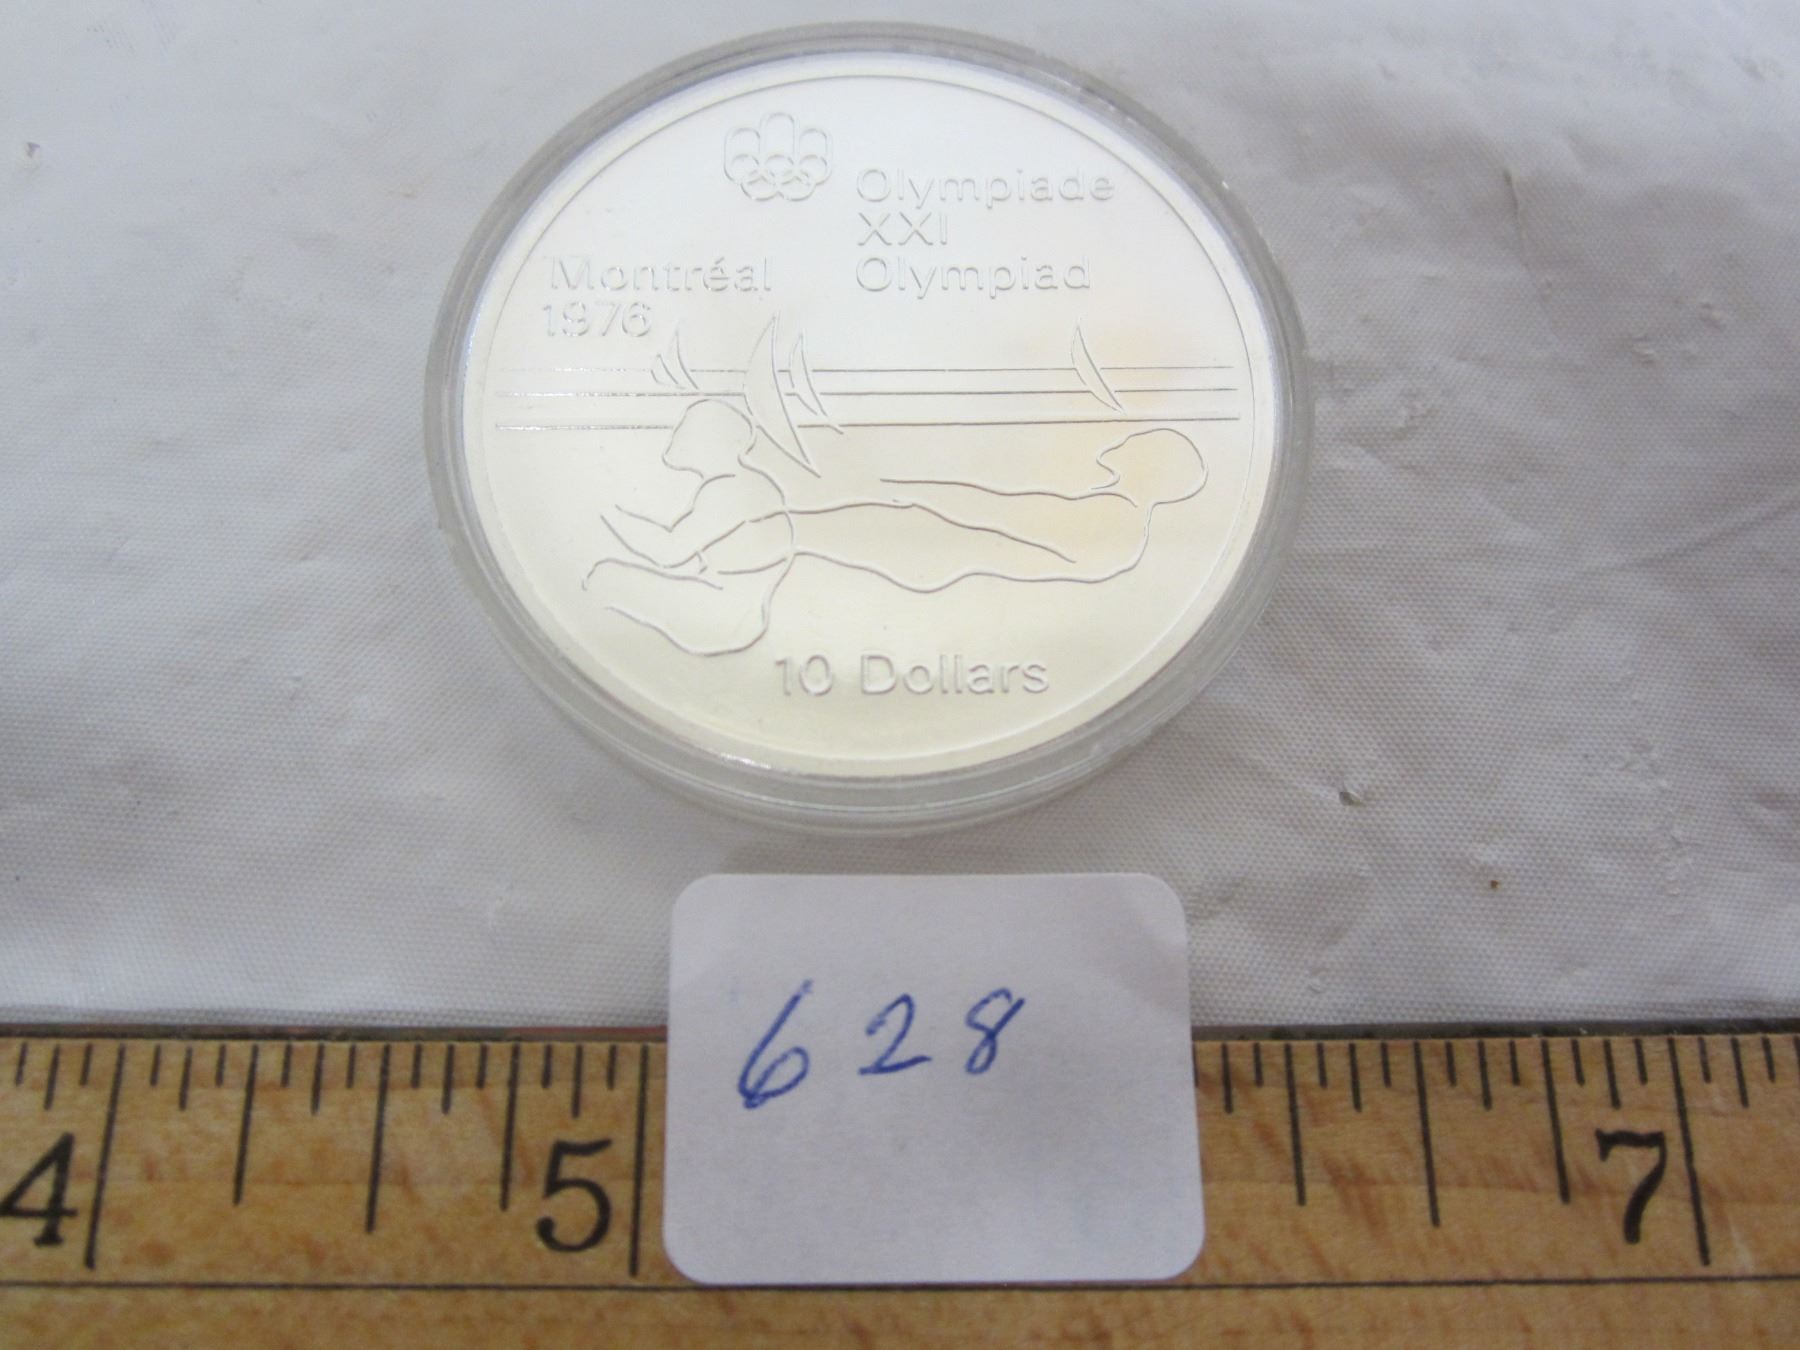 Olympiade
XXI
Olympiad
Montréal
1976
10 Dollars
628
4 5 7